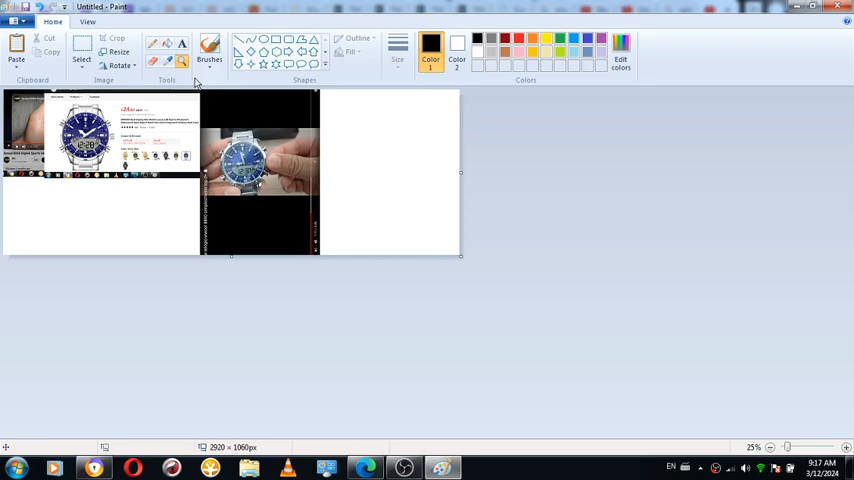 Untitled - Paint
Home
View
Paste
Cut
Copy
Clipboard
Select
Crop
Resize
Rotate
Image
A
Tools
Brushes
Outline
Fill
Shapes
Size
Color 1
Color 2
Edit colors
Colors
2920 × 1060px
25%
EN
9:17 AM
3/12/2024